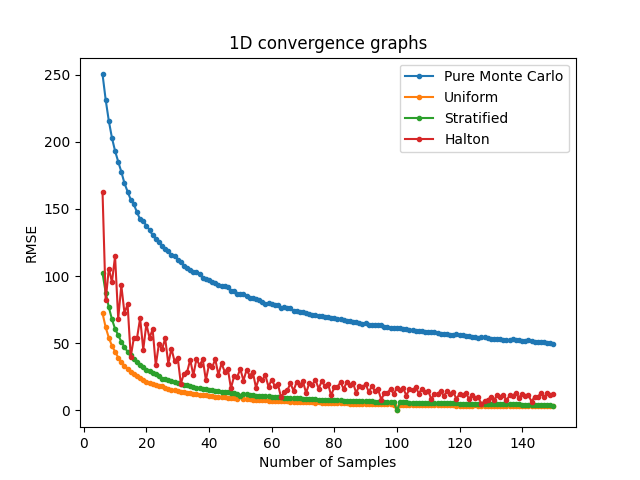 1D convergence graphs
250
200
150
100
50
0
RMSE
Pure Monte Carlo
Uniform
Stratified
Halton
0 20 40 60 80 100 120 140
Number of Samples